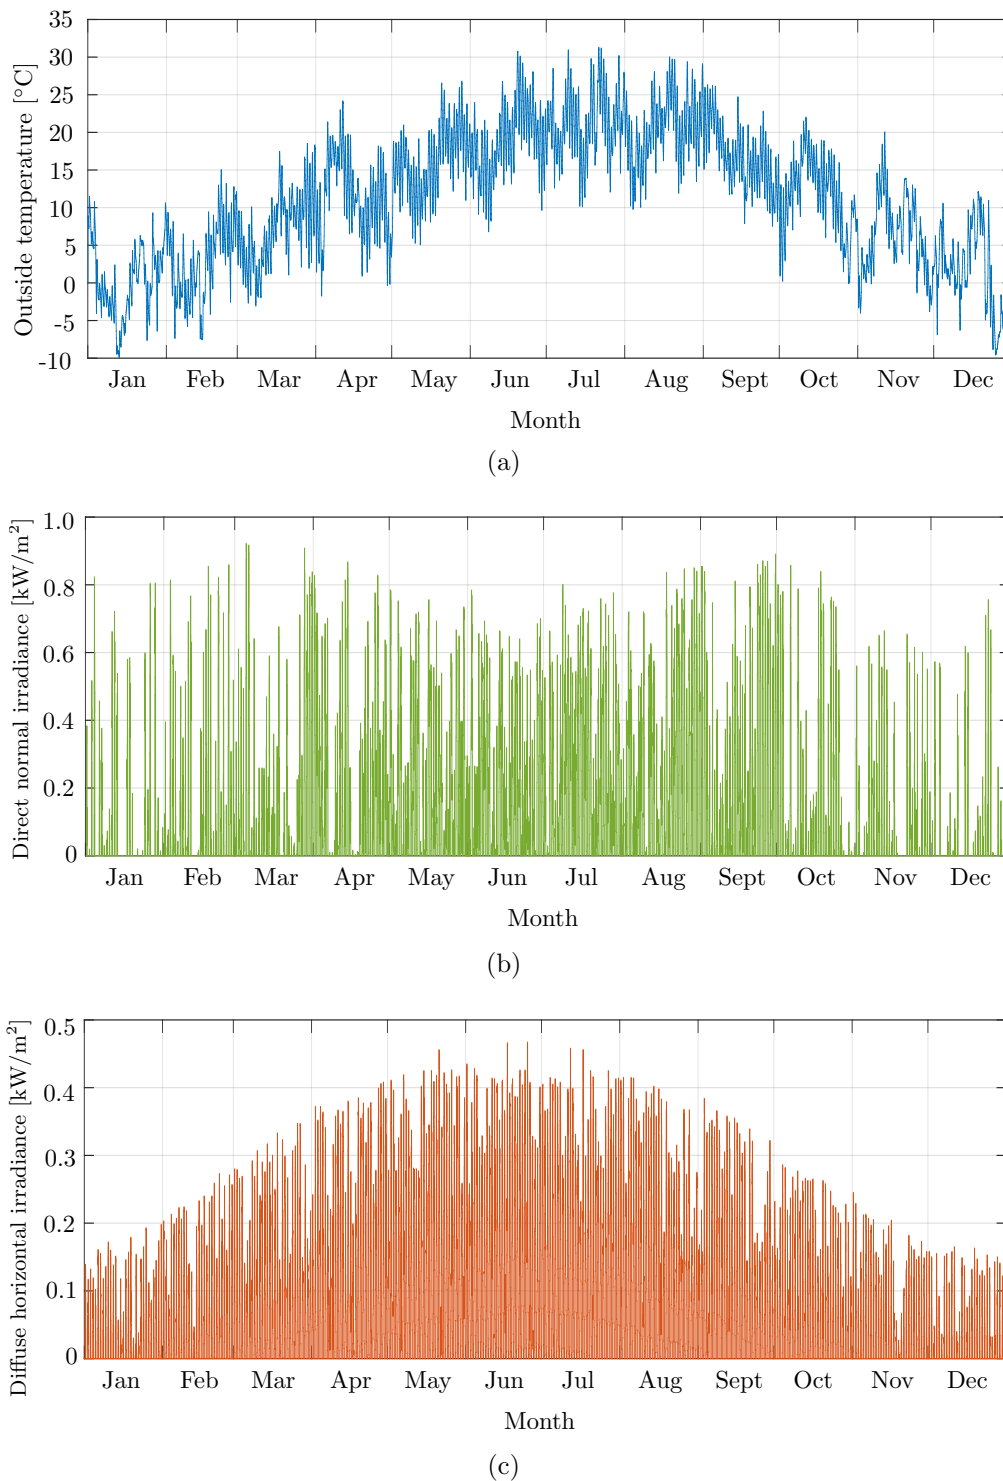 35
30
25
20
15
10
5
0
-5
-10
Outside temperature [°C]
Jan Feb Mar Apr May Jun Jul Aug Sept Oct Nov Dec
Month
(a)
1.0
0.8
0.6
0.4
0.2
0
Direct normal irradiance [kW/m²]
Jan Feb Mar Apr May Jun Jul Aug Sept Oct Nov Dec
Month
(b)
0.5
0.4
0.3
0.2
0.1
0
Diffuse horizontal irradiance [kW/m²]
Jan Feb Mar Apr May Jun Jul Aug Sept Oct Nov Dec
Month
(c)